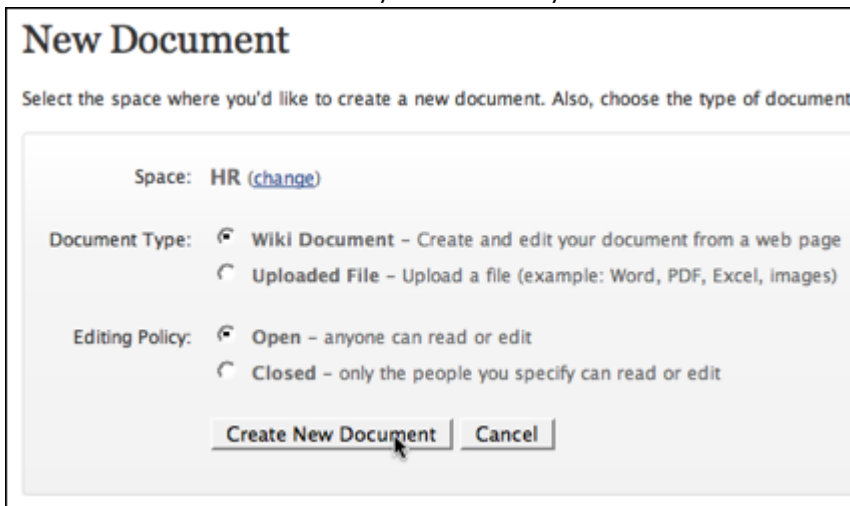 New Document
Select the space where you'd like to create a new document. Also, choose the type of document
Space: HR (change)
Document Type: Wiki Document – Create and edit your document from a web page
Uploaded File – Upload a file (example: Word, PDF, Excel, images)
Editing Policy: Open – anyone can read or edit
Closed – only the people you specify can read or edit
Create New Document Cancel